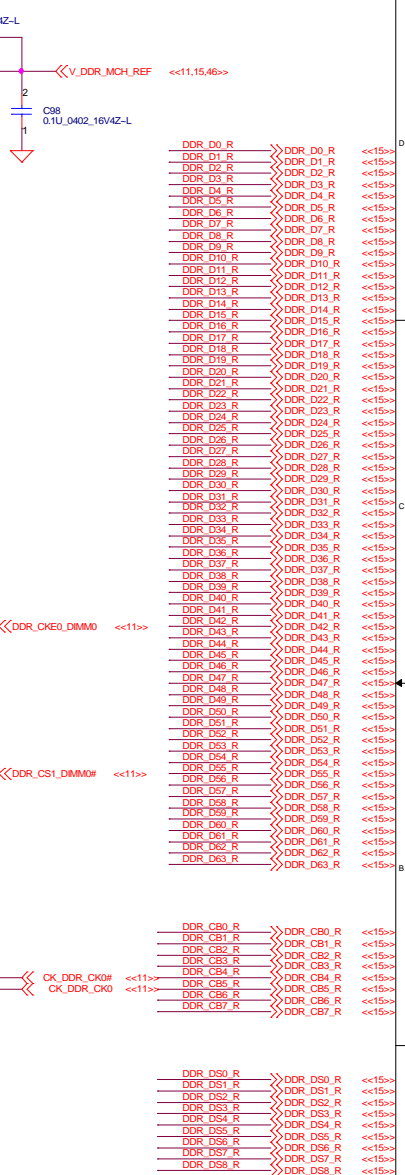 4Z-L
V_DDR_MCH_REF <<11,15,46>>
2
C98
0.1U_0402_16V4Z-L
1
D
DDR_D0_R DDR_D0_R <<15>>
DDR_D1_R DDR_D1_R <<15>>
DDR_D2_R DDR_D2_R <<15>>
DDR_D3_R DDR_D3_R <<15>>
DDR_D4_R DDR_D4_R <<15>>
DDR_D5_R DDR_D5_R <<15>>
DDR_D6_R DDR_D6_R <<15>>
DDR_D7_R DDR_D7_R <<15>>
DDR_D8_R DDR_D8_R <<15>>
DDR_D9_R DDR_D9_R <<15>>
DDR_D10_R DDR_D10_R <<15>>
DDR_D11_R DDR_D11_R <<15>>
DDR_D12_R DDR_D12_R <<15>>
DDR_D13_R DDR_D13_R <<15>>
DDR_D14_R DDR_D14_R <<15>>
DDR_D15_R DDR_D15_R <<15>>
DDR_D16_R DDR_D16_R <<15>>
DDR_D17_R DDR_D17_R <<15>>
DDR_D18_R DDR_D18_R <<15>>
DDR_D19_R DDR_D19_R <<15>>
DDR_D20_R DDR_D20_R <<15>>
DDR_D21_R DDR_D21_R <<15>>
DDR_D22_R DDR_D22_R <<15>>
DDR_D23_R DDR_D23_R <<15>>
DDR_D24_R DDR_D24_R <<15>>
DDR_D25_R DDR_D25_R <<15>>
DDR_D26_R DDR_D26_R <<15>>
DDR_D27_R DDR_D27_R <<15>>
DDR_D28_R DDR_D28_R <<15>>
DDR_D29_R DDR_D29_R <<15>>
DDR_D30_R DDR_D30_R <<15>>
DDR_D31_R DDR_D31_R <<15>>
C
DDR_D32_R DDR_D32_R <<15>>
DDR_D33_R DDR_D33_R <<15>>
DDR_D34_R DDR_D34_R <<15>>
DDR_D35_R DDR_D35_R <<15>>
DDR_D36_R DDR_D36_R <<15>>
DDR_D37_R DDR_D37_R <<15>>
DDR_D38_R DDR_D38_R <<15>>
DDR_D39_R DDR_D39_R <<15>>
DDR_D40_R DDR_D40_R <<15>>
DDR_D41_R DDR_D41_R <<15>>
DDR_CKE0_DIMM0 <<11>> DDR_D42_R DDR_D42_R <<15>>
DDR_D43_R DDR_D43_R <<15>>
DDR_D44_R DDR_D44_R <<15>>
DDR_D45_R DDR_D45_R <<15>>
DDR_D46_R DDR_D46_R <<15>>
DDR_D47_R DDR_D47_R <<15>>
DDR_D48_R DDR_D48_R <<15>>
DDR_D49_R DDR_D49_R <<15>>
DDR_D50_R DDR_D50_R <<15>>
DDR_D51_R DDR_D51_R <<15>>
DDR_D52_R DDR_D52_R <<15>>
DDR_D53_R DDR_D53_R <<15>>
DDR_D54_R DDR_D54_R <<15>>
DDR_CS1_DIMM0# <<11>> DDR_D55_R DDR_D55_R <<15>>
DDR_D56_R DDR_D56_R <<15>>
DDR_D57_R DDR_D57_R <<15>>
DDR_D58_R DDR_D58_R <<15>>
DDR_D59_R DDR_D59_R <<15>>
DDR_D60_R DDR_D60_R <<15>>
DDR_D61_R DDR_D61_R <<15>>
DDR_D62_R DDR_D62_R <<15>>
DDR_D63_R DDR_D63_R <<15>>
B
DDR_CB0_R DDR_CB0_R <<15>>
DDR_CB1_R DDR_CB1_R <<15>>
DDR_CB2_R DDR_CB2_R <<15>>
DDR_CB3_R DDR_CB3_R <<15>>
CK_DDR_CK0# <<11>> DDR_CB4_R DDR_CB4_R <<15>>
CK_DDR_CK0 <<11>> DDR_CB5_R DDR_CB5_R <<15>>
DDR_CB6_R DDR_CB6_R <<15>>
DDR_CB7_R DDR_CB7_R <<15>>
DDR_DS0_R DDR_DS0_R <<15>>
DDR_DS1_R DDR_DS1_R <<15>>
DDR_DS2_R DDR_DS2_R <<15>>
DDR_DS3_R DDR_DS3_R <<15>>
DDR_DS4_R DDR_DS4_R <<15>>
DDR_DS5_R DDR_DS5_R <<15>>
DDR_DS6_R DDR_DS6_R <<15>>
DDR_DS7_R DDR_DS7_R <<15>>
DDR_DS8_R DDR_DS8_R <<15>>